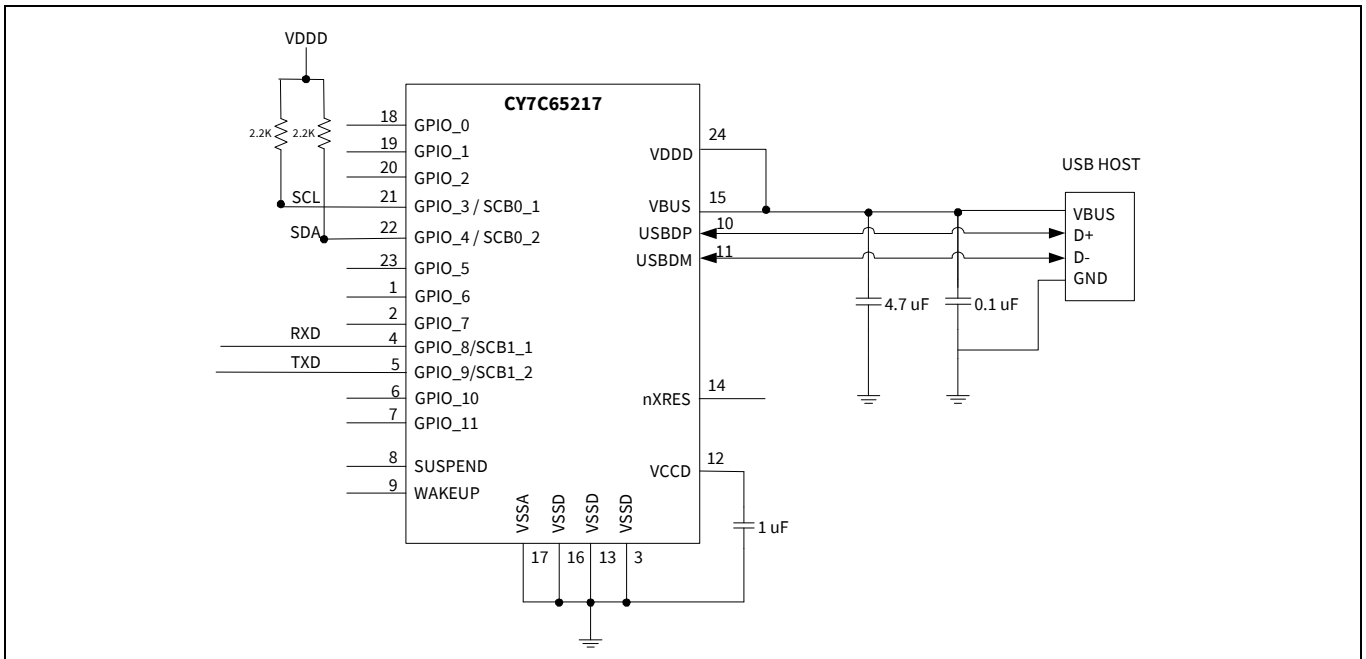 VDDD
2.2K 2.2K
CY7C65217
18 GPIO_0
19 GPIO_1
20 GPIO_2
SCL 21 GPIO_3 / SCB0_1
SDA 22 GPIO_4 / SCB0_2
23 GPIO_5
1 GPIO_6
2 GPIO_7
RXD 4 GPIO_8/SCB1_1
TXD 5 GPIO_9/SCB1_2
6 GPIO_10
7 GPIO_11
8 SUSPEND
9 WAKEUP
VDDD 24
VBUS 15
USBDP 10
USBDM 11
nXRES 14
VCCD 12
VSSA
VSSD
VSSD
VSSD
17 16 13 3
1 uF
4.7 uF
0.1 uF
USB HOST
VBUS
D+
D-
GND